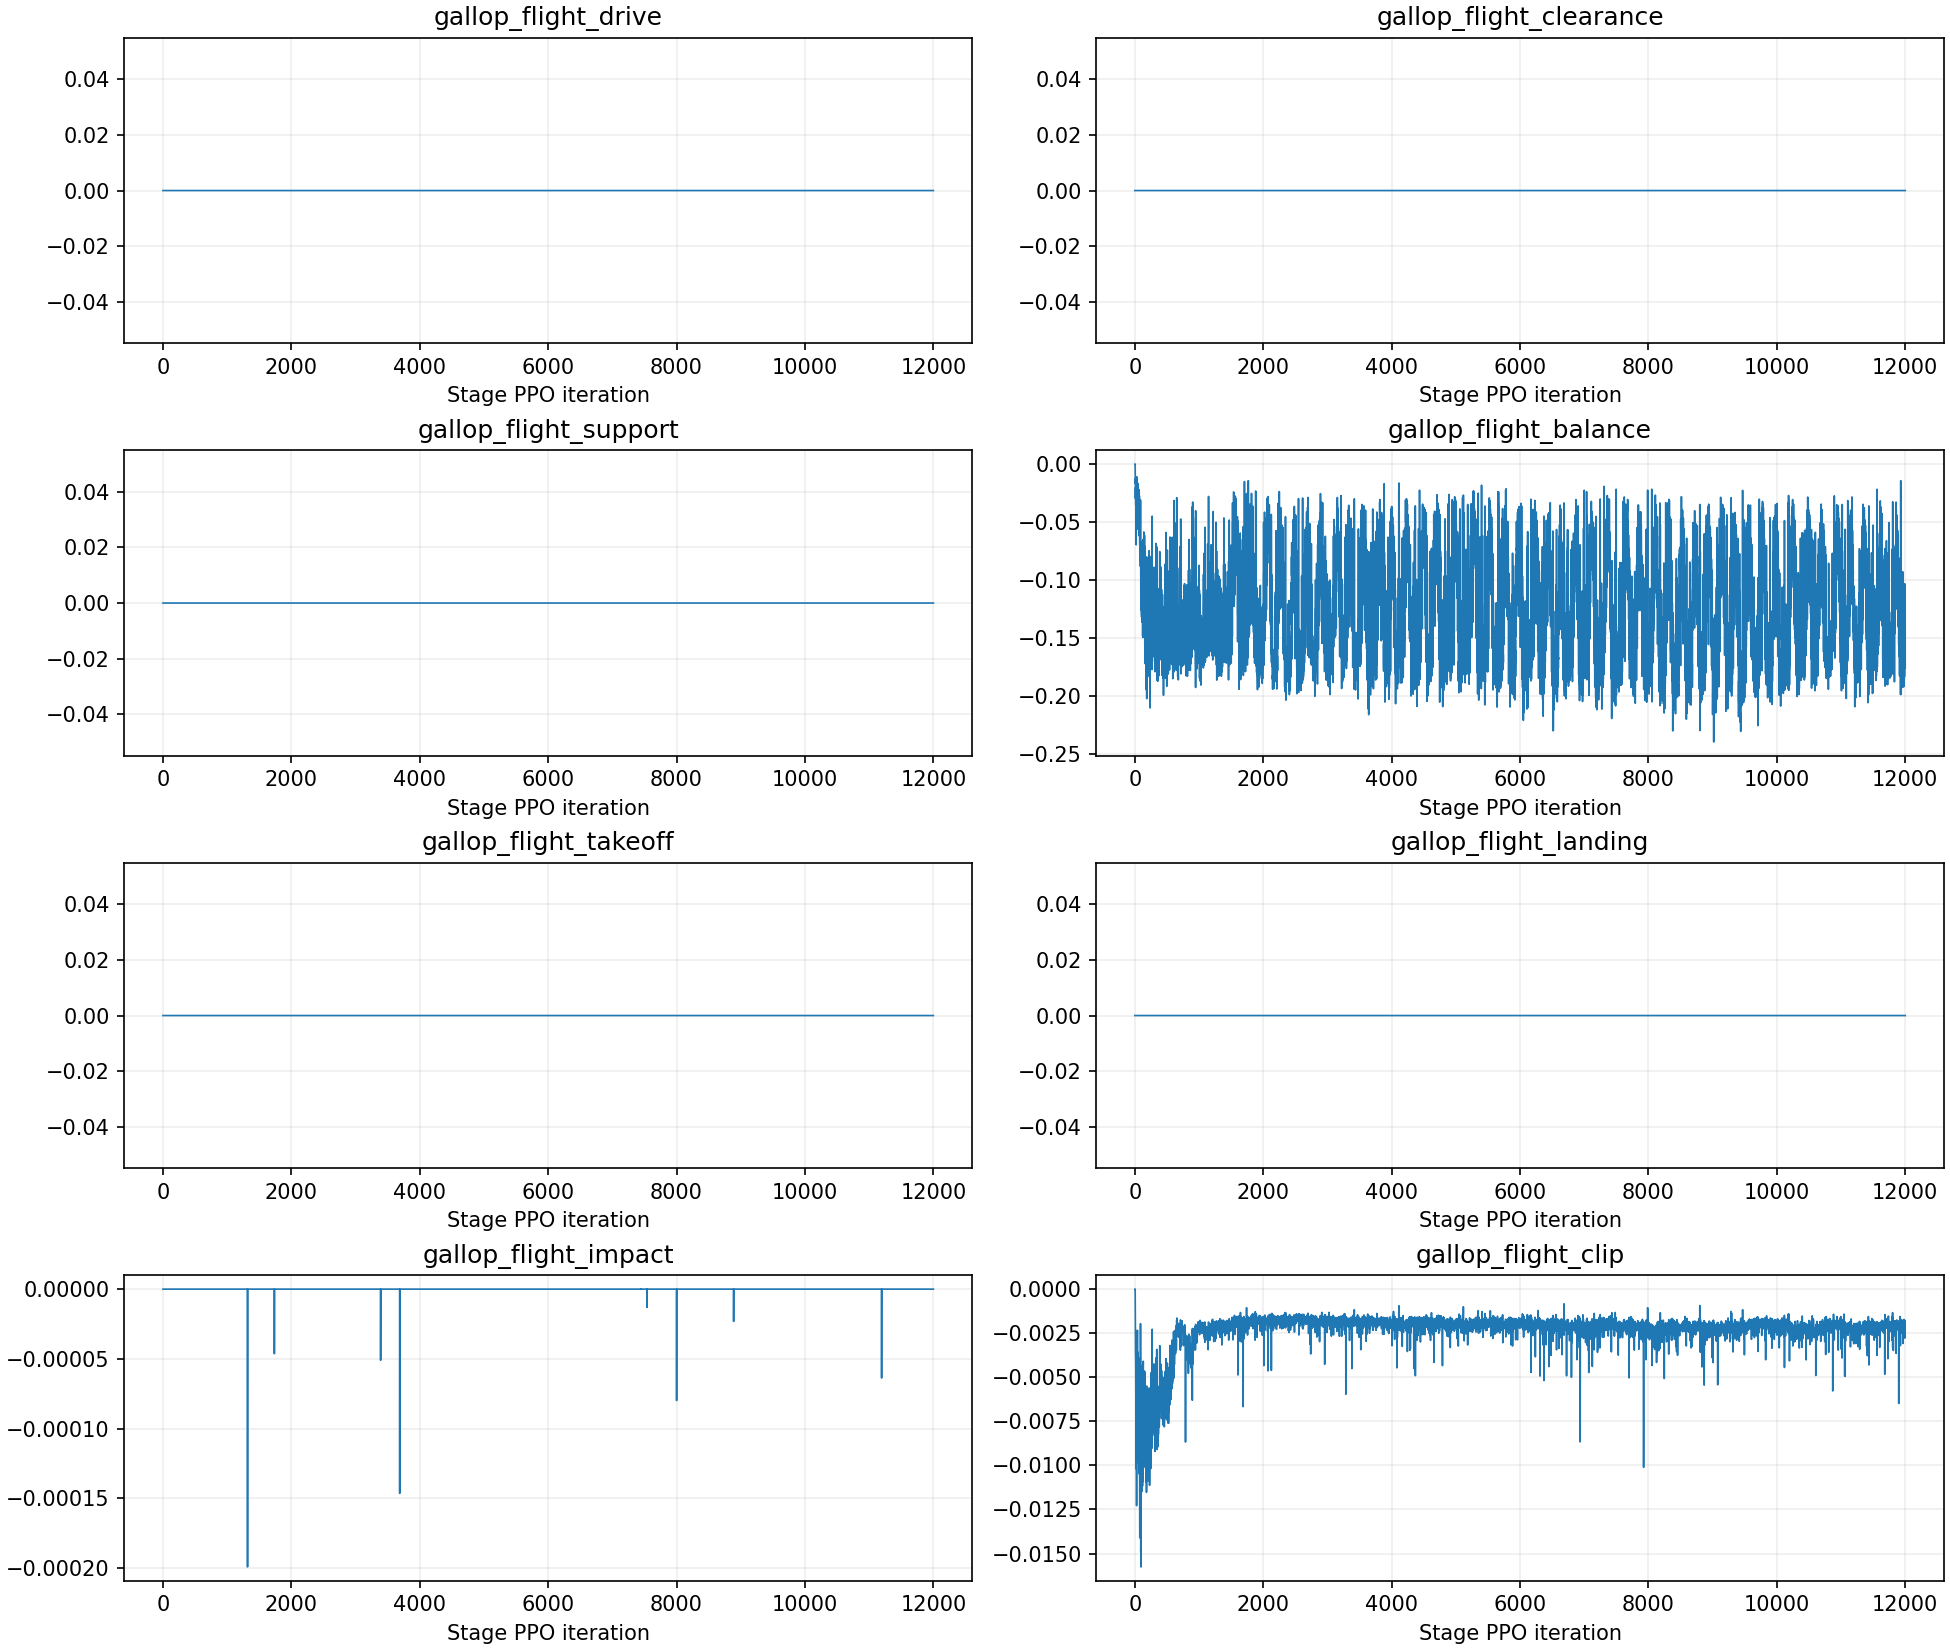 gallop_flight_drive
0.04
0.02
0.00
−0.02
−0.04
0 2000 4000 6000 8000 10000 12000
Stage PPO iteration
gallop_flight_clearance
0.04
0.02
0.00
−0.02
−0.04
0 2000 4000 6000 8000 10000 12000
Stage PPO iteration
gallop_flight_support
0.04
0.02
0.00
−0.02
−0.04
0 2000 4000 6000 8000 10000 12000
Stage PPO iteration
gallop_flight_balance
0.00
−0.05
−0.10
−0.15
−0.20
−0.25
0 2000 4000 6000 8000 10000 12000
Stage PPO iteration
gallop_flight_takeoff
0.04
0.02
0.00
−0.02
−0.04
0 2000 4000 6000 8000 10000 12000
Stage PPO iteration
gallop_flight_landing
0.04
0.02
0.00
−0.02
−0.04
0 2000 4000 6000 8000 10000 12000
Stage PPO iteration
gallop_flight_impact
0.00000
−0.00005
−0.00010
−0.00015
−0.00020
0 2000 4000 6000 8000 10000 12000
Stage PPO iteration
gallop_flight_clip
0.0000
−0.0025
−0.0050
−0.0075
−0.0100
−0.0125
−0.0150
0 2000 4000 6000 8000 10000 12000
Stage PPO iteration